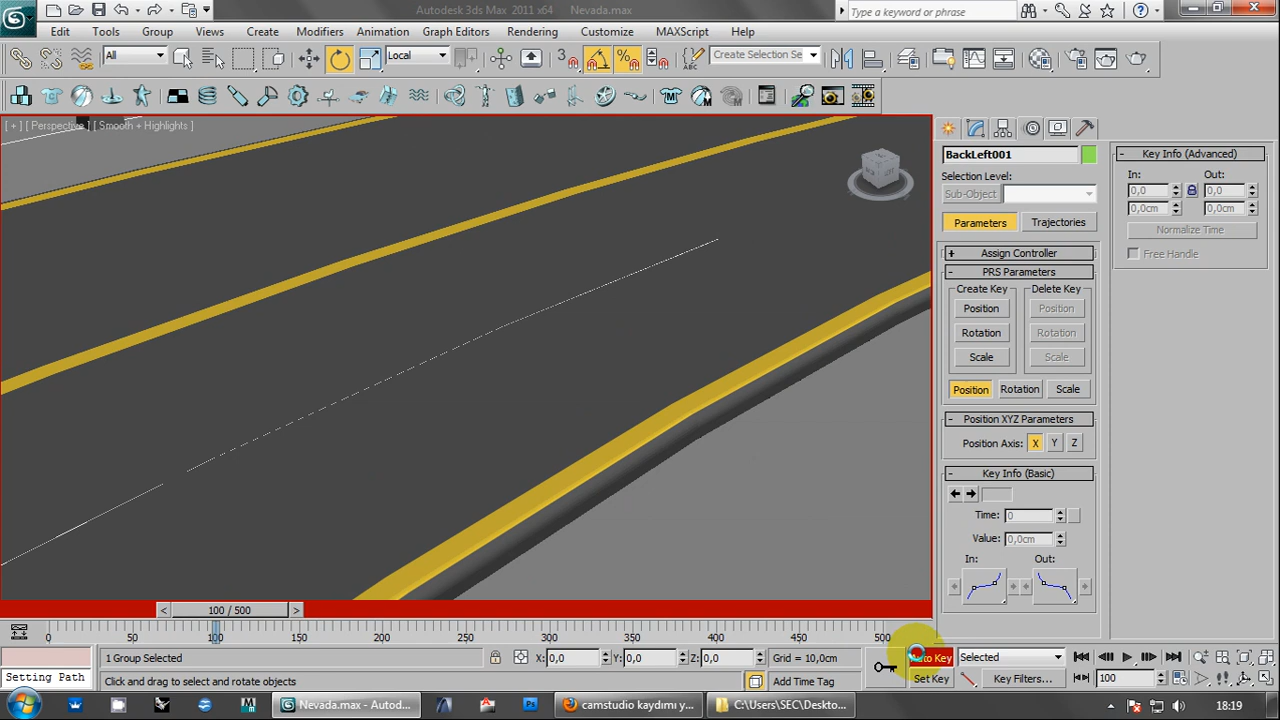 Autodesk 3ds Max 2011 x64 Nevada.max
Type a keyword or phrase
Edit Tools Group Views Create Modifiers Animation Graph Editors Rendering Customize MAXScript Help
All
Local
3
Create Selection Se
[ + ] [ Perspective ] [ Smooth + Highlights ]
BackLeft001
Selection Level:
Sub-Object
Parameters Trajectories
+ Assign Controller
- PRS Parameters
Create Key Delete Key
Position Position
Rotation Rotation
Scale Scale
Position Rotation Scale
- Position XYZ Parameters
Position Axis: X Y Z
- Key Info (Basic)
Time: 0
Value: 0,0cm
In: Out:
- Key Info (Advanced)
In: Out:
0,0 0,0
0,0cm 0,0cm
Normalize Time
Free Handle
< 100 / 500 >
0 50 100 150 200 250 300 350 400 450 500
1 Group Selected X: 0,0 Y: 0,0 Z: 0,0 Grid = 10,0cm Auto Key Selected
Setting Path Click and drag to select and rotate objects Add Time Tag Set Key Key Filters... 100
Nevada.max - Autod... camstudio kaydımı y... C:\Users\SEC\Deskto... 18:19